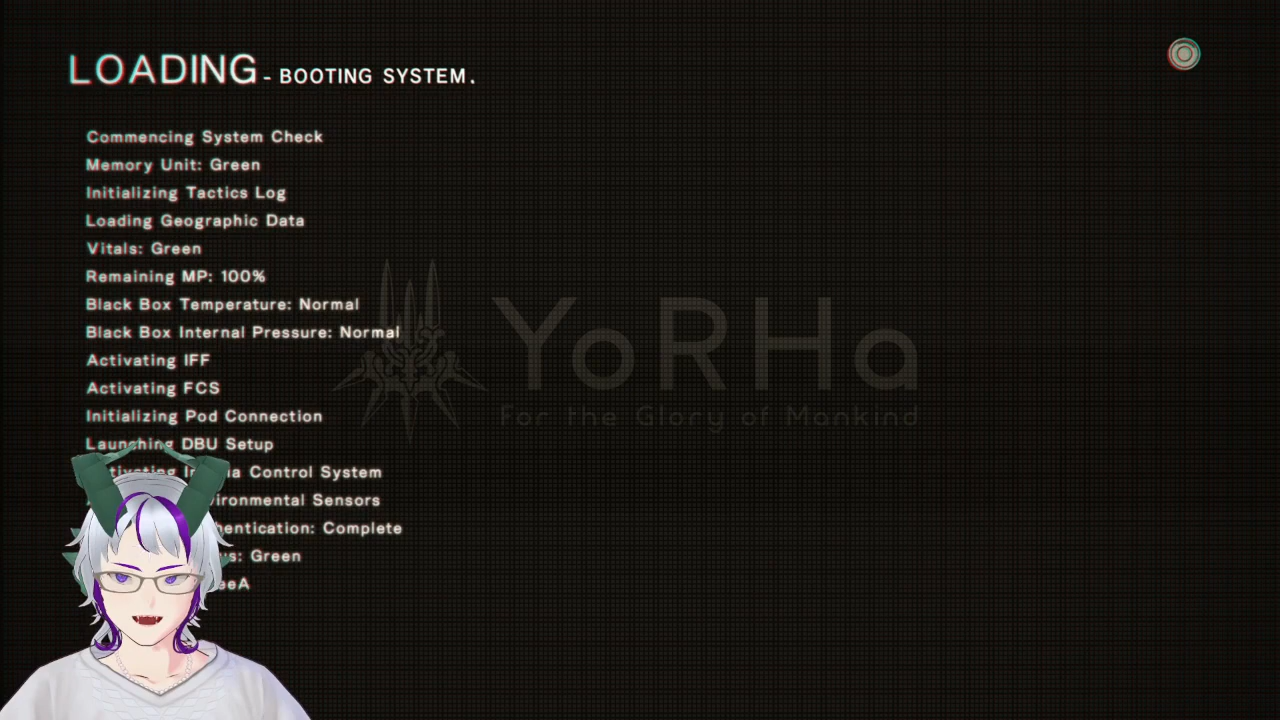 LOADING - BOOTING SYSTEM.
Commencing System Check
Memory Unit: Green
Initializing Tactics Log
Loading Geographic Data
Vitals: Green
Remaining MP: 100%
Black Box Temperature: Normal
Black Box Internal Pressure: Normal
Activating IFF
Activating FCS
Initializing Pod Connection
Launching DBU Setup
Control System
Sensors
Complete
Green
YoRHa
For the Glory of Mankind